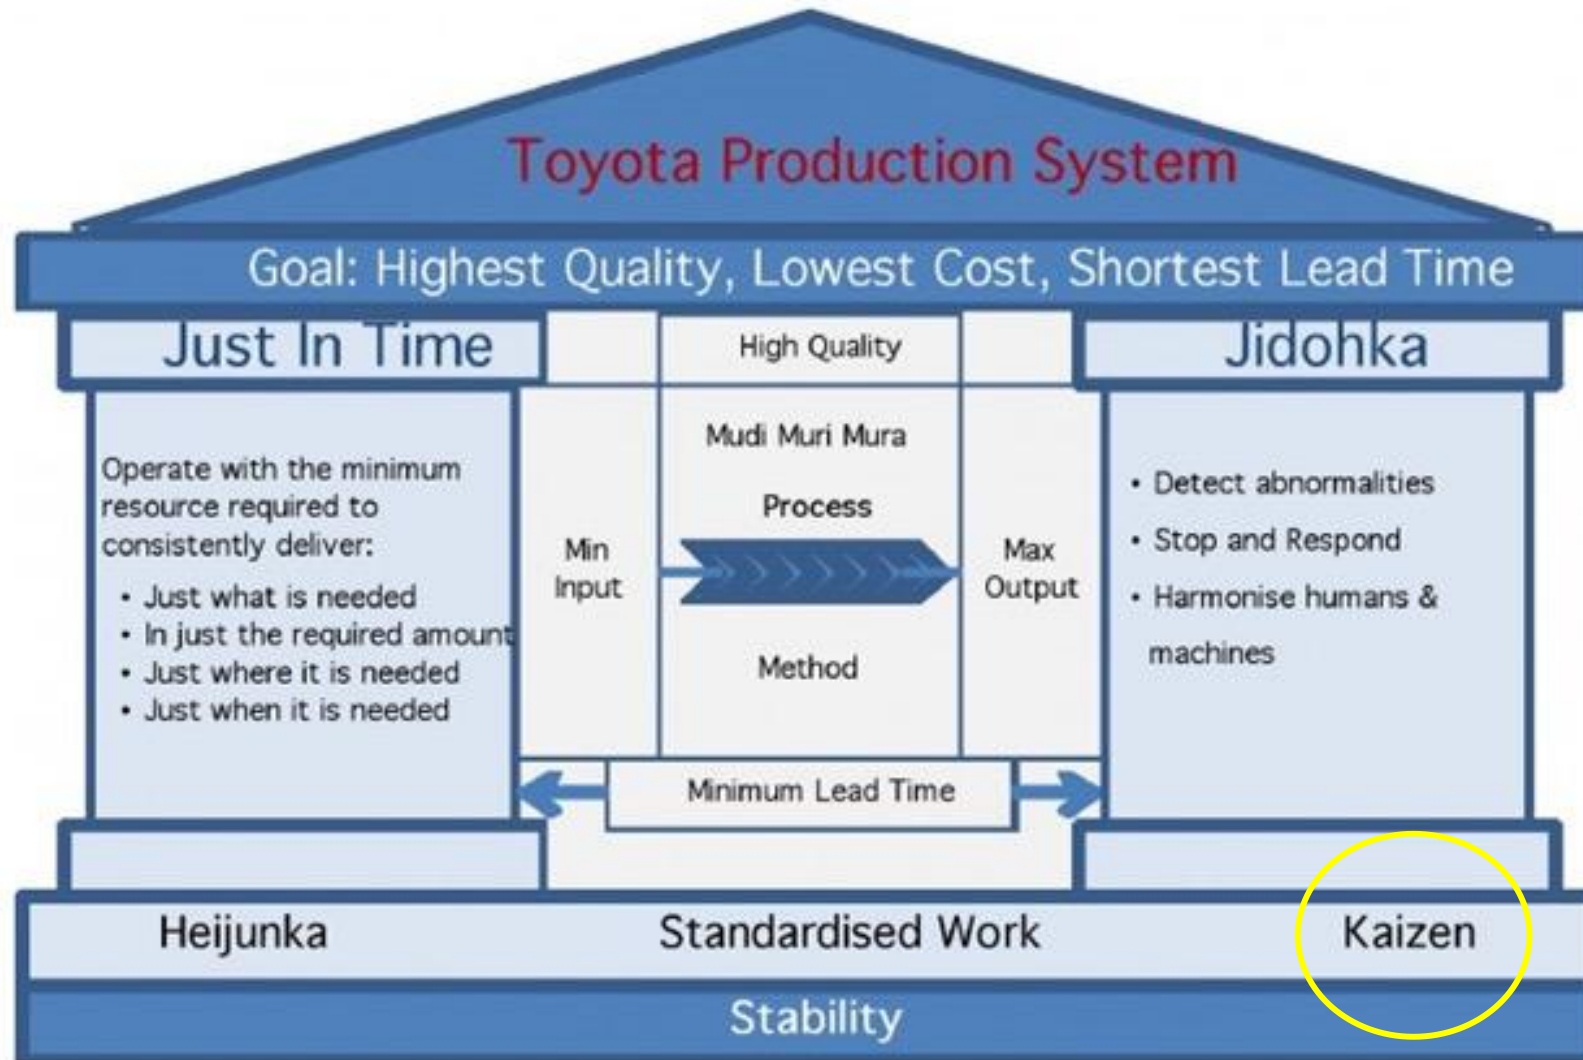 Toyota Production System
Goal: Highest Quality, Lowest Cost, Shortest Lead Time
Just In Time
Operate with the minimum
resource required to
consistently deliver:
• Just what is needed
• In just the required amount
• Just where it is needed
• Just when it is needed
High Quality
Mudi Muri Mura
Process
Min
Input
Max
Output
Method
Minimum Lead Time
Jidohka
• Detect abnormalities
• Stop and Respond
• Harmonise humans &
machines
Heijunka
Standardised Work
Kaizen
Stability